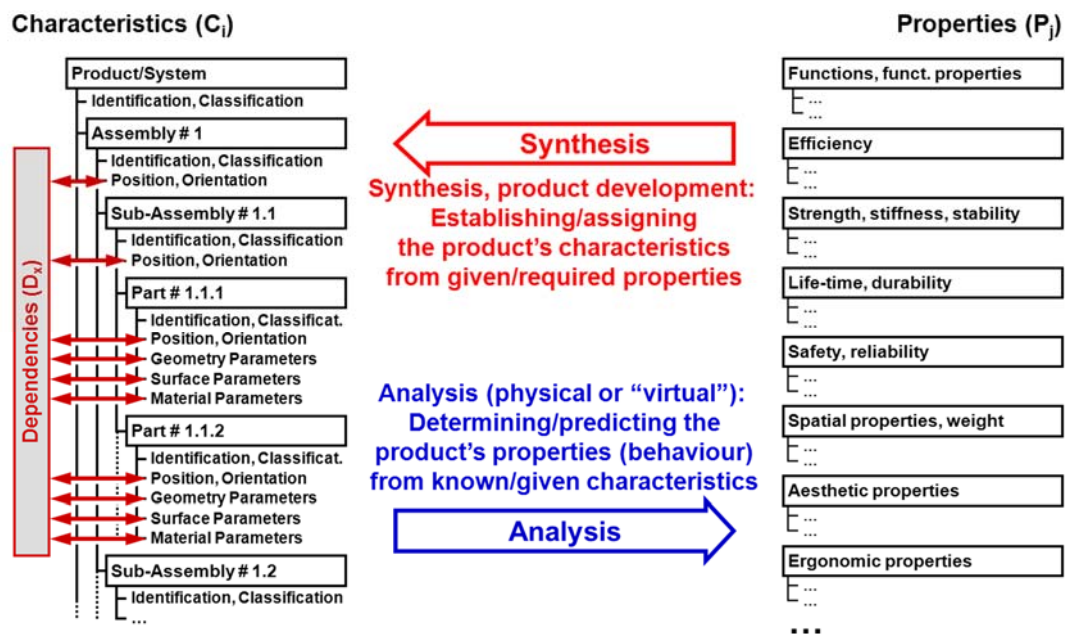 Characteristics (Ci)
Properties (Pj)
Product/System
Identification, Classification
Assembly # 1
Identification, Classification
Position, Orientation
Sub-Assembly # 1.1
Identification, Classification
Position, Orientation
Part # 1.1.1
Identification, Classificat.
Position, Orientation
Geometry Parameters
Surface Parameters
Material Parameters
Part # 1.1.2
Identification, Classificat.
Position, Orientation
Geometry Parameters
Surface Parameters
Material Parameters
Sub-Assembly # 1.2
Identification, Classification
...
Dependencies (Dx)
Synthesis
Synthesis, product development:
Establishing/assigning
the product's characteristics
from given/required properties
Analysis (physical or “virtual”):
Determining/predicting the
product's properties (behaviour)
from known/given characteristics
Analysis
Functions, funct. properties
...
...
Efficiency
...
...
Strength, stiffness, stability
...
...
Life-time, durability
...
...
Safety, reliability
...
...
Spatial properties, weight
...
...
Aesthetic properties
...
...
Ergonomic properties
...
...
...